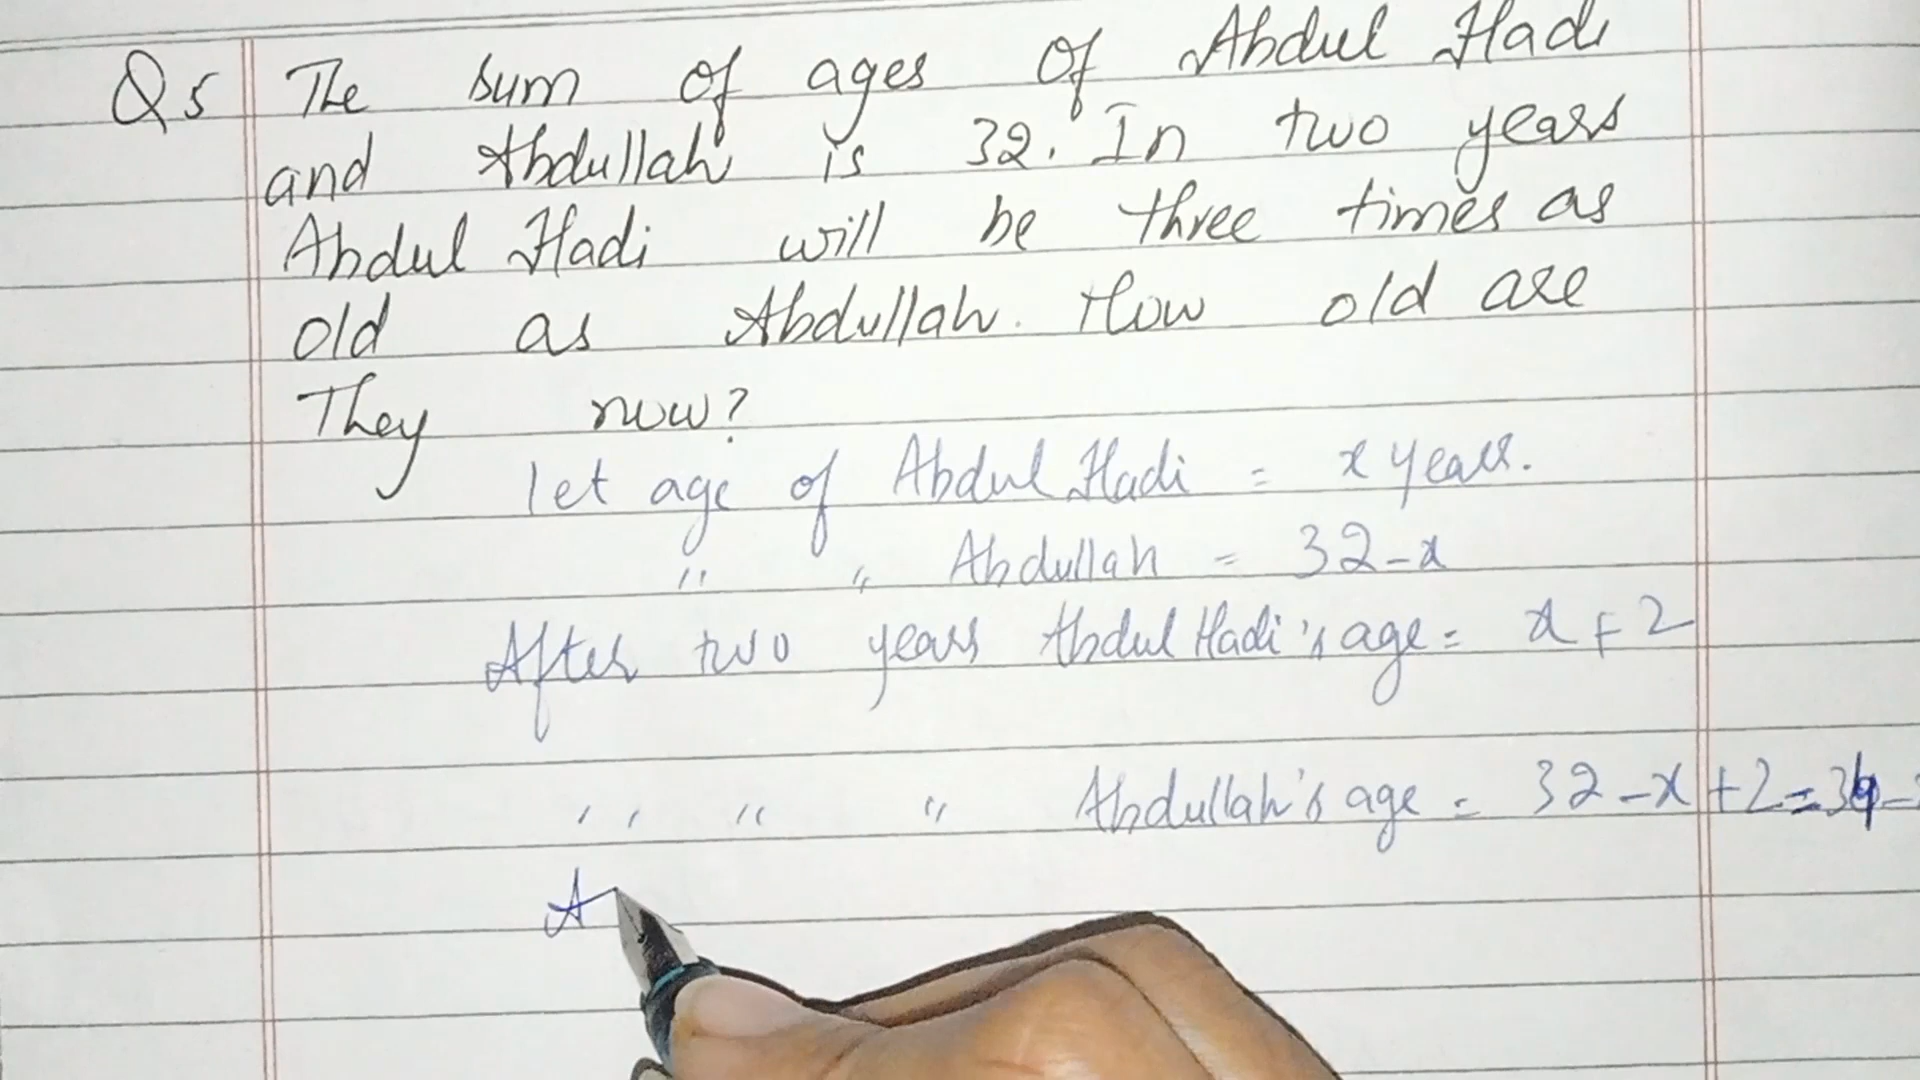 Q5 The sum of ages of Abdul Hadi
and Abdullah is 32. In two years
Abdul Hadi will be three times as
old as Abdullah. How old are
They now?
let age of Abdul Hadi = x years.
" " Abdullah = 32-x
After two years Abdul Hadi's age = x+2
" " " Abdullah's age = 32-x+2=34-
A